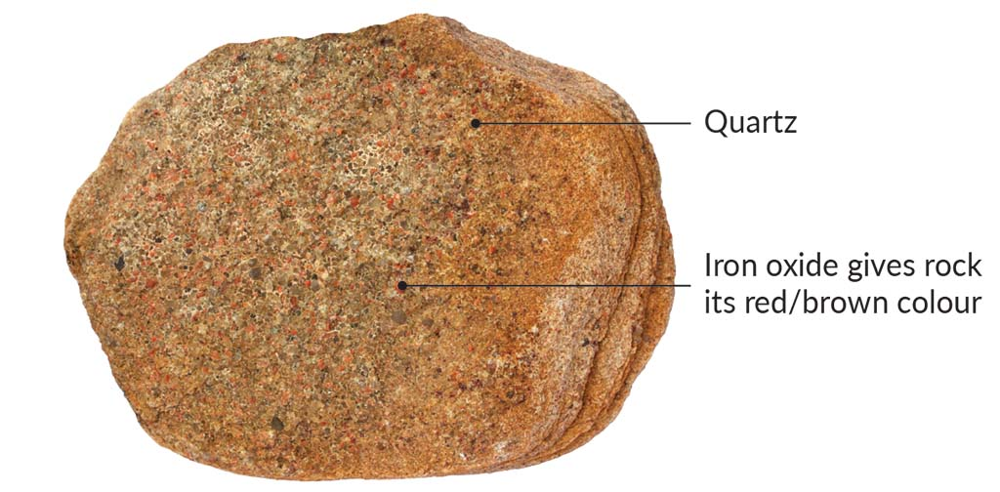 Quartz
Iron oxide gives rock
its red/brown colour